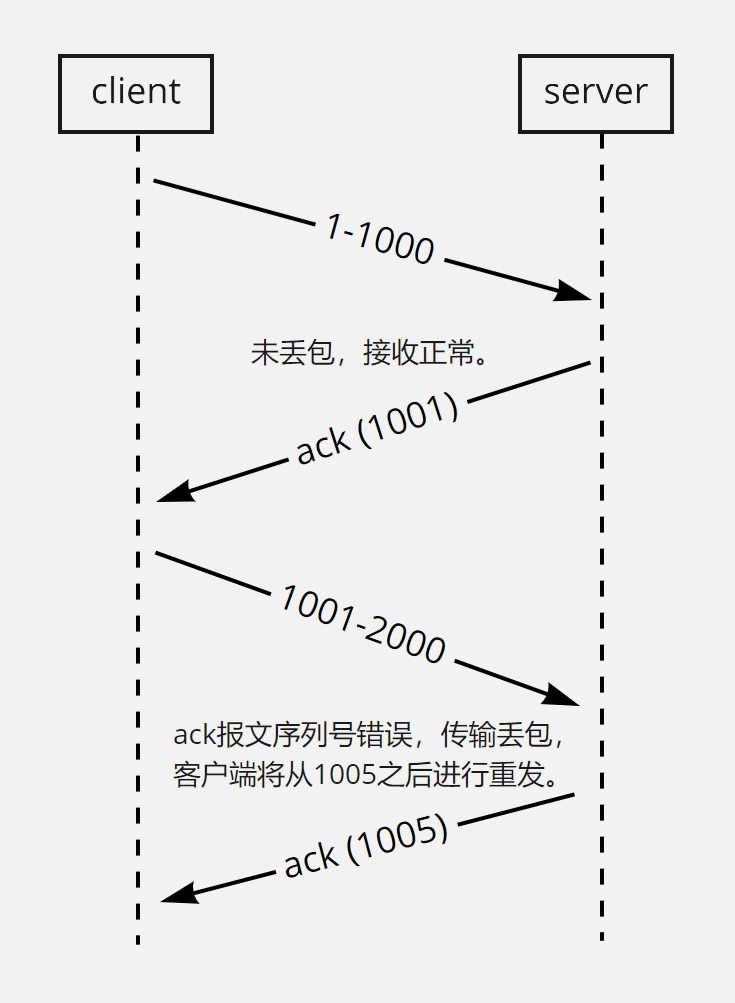 client
server
1-1000
未丢包，接收正常。
ack (1001)
1001-2000
ack报文序列号错误，传输丢包，
客户端将从1005之后进行重发。
ack (1005)